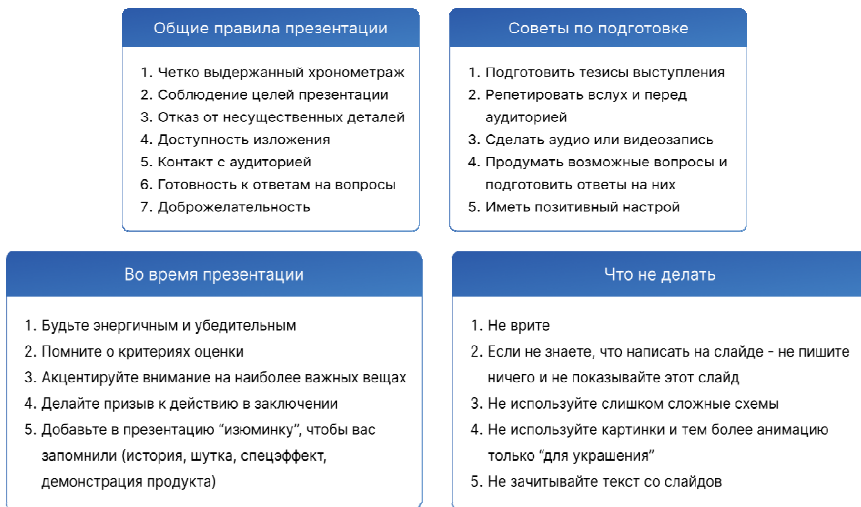 Общие правила презентации
1. Четко выдержанный хронометраж
2. Соблюдение целей презентации
3. Отказ от несущественных деталей
4. Доступность изложения
5. Контакт с аудиторией
6. Готовность к ответам на вопросы
7. Доброжелательность
Советы по подготовке
1. Подготовить тезисы выступления
2. Репетировать вслух и перед
аудиторией
3. Сделать аудио или видеозапись
4. Продумать возможные вопросы и
подготовить ответы на них
5. Иметь позитивный настрой
Во время презентации
1. Будьте энергичным и убедительным
2. Помните о критериях оценки
3. Акцентируйте внимание на наиболее важных вещах
4. Делайте призыв к действию в заключении
5. Добавьте в презентацию “изюминку”, чтобы вас
запомнили (история, шутка, спецэффект,
демонстрация продукта)
Что не делать
1. Не врите
2. Если не знаете, что написать на слайде - не пишите
ничего и не показывайте этот слайд
3. Не используйте слишком сложные схемы
4. Не используйте картинки и тем более анимацию
только “для украшения”
5. Не зачитывайте текст со слайдов